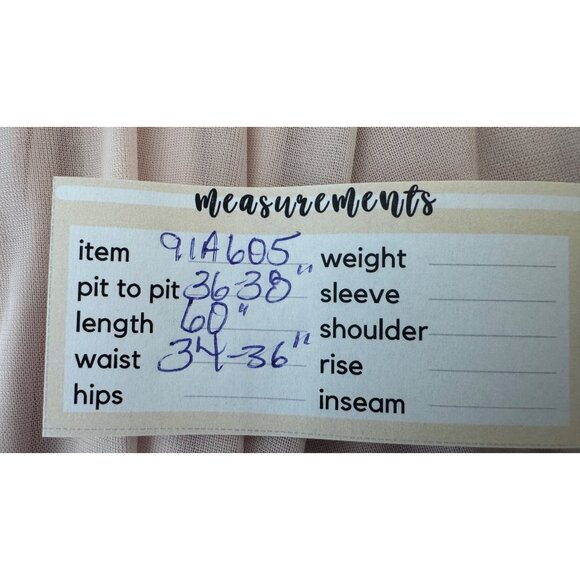 measurements
item 91A605
pit to pit 36-38"
length 60"
waist 34-36"
hips
weight
sleeve
shoulder
rise
inseam